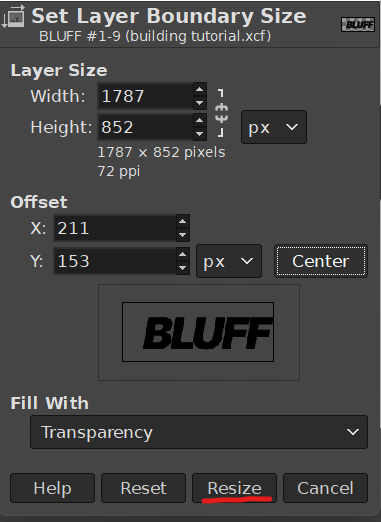 Set Layer Boundary Size
BLUFF #1-9 (building tutorial.xcf)
BLUFF
Layer Size
Width: 1787
Height: 852 px
1787 × 852 pixels
72 ppi
Offset
X: 211
Y: 153 px Center
BLUFF
Fill With
Transparency
Help Reset Resize Cancel